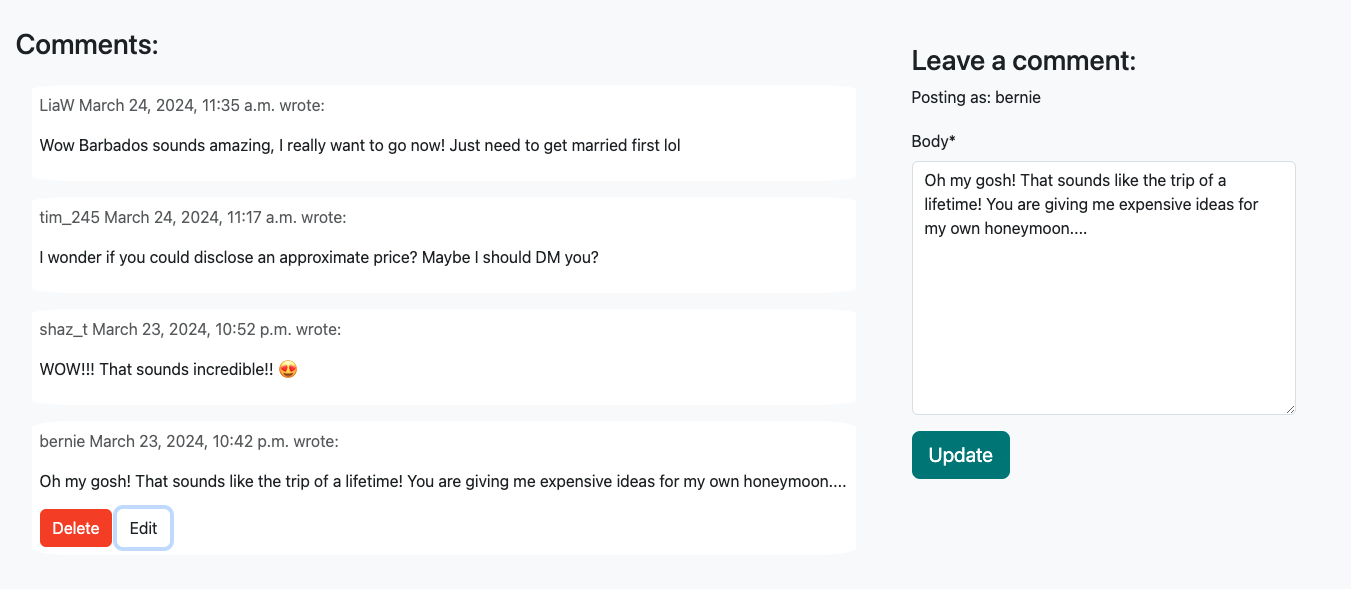 Comments:
LiaW March 24, 2024, 11:35 a.m. wrote:
Wow Barbados sounds amazing, I really want to go now! Just need to get married first lol
tim_245 March 24, 2024, 11:17 a.m. wrote:
I wonder if you could disclose an approximate price? Maybe I should DM you?
shaz_t March 23, 2024, 10:52 p.m. wrote:
WOW!!! That sounds incredible!! 😍
bernie March 23, 2024, 10:42 p.m. wrote:
Oh my gosh! That sounds like the trip of a lifetime! You are giving me expensive ideas for my own honeymoon....
Delete Edit
Leave a comment:
Posting as: bernie
Body*
Oh my gosh! That sounds like the trip of a
lifetime! You are giving me expensive ideas for
my own honeymoon....
Update